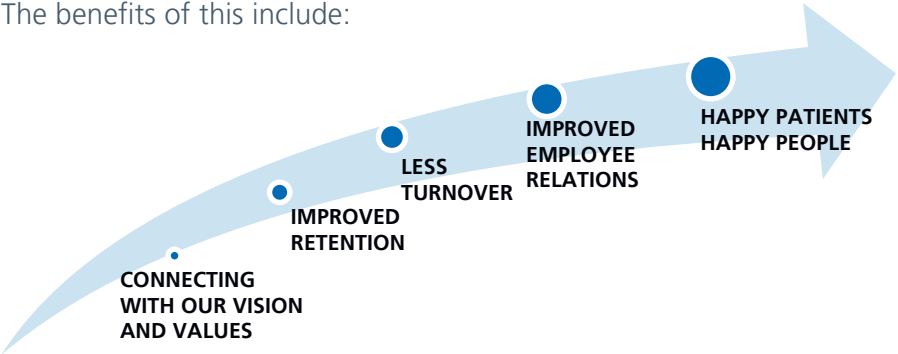 The benefits of this include:
CONNECTING
WITH OUR VISION
AND VALUES
IMPROVED
RETENTION
LESS
TURNOVER
IMPROVED
EMPLOYEE
RELATIONS
HAPPY PATIENTS
HAPPY PEOPLE